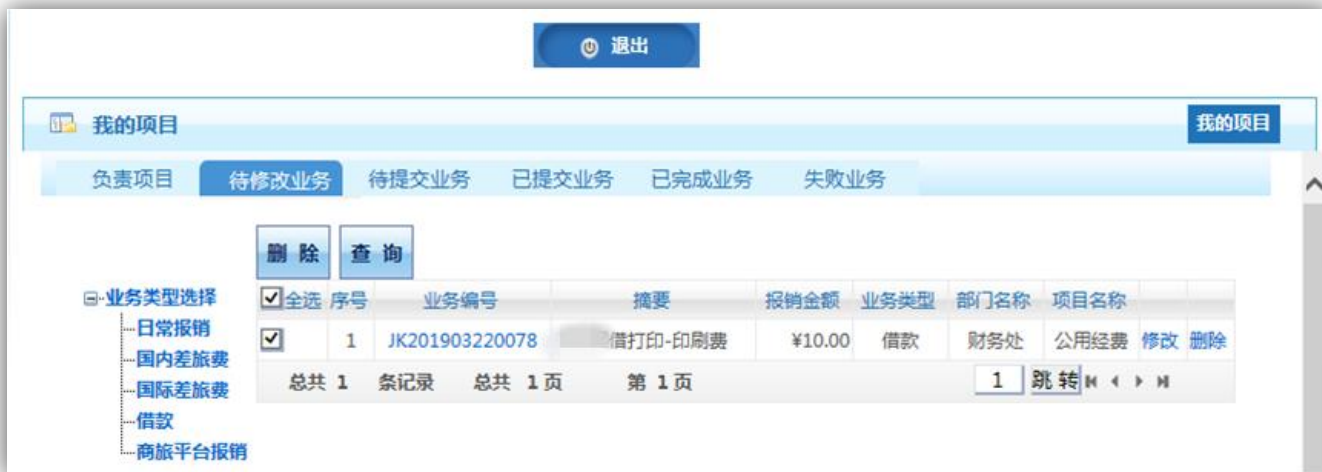 退出
我的项目 我的项目
负责项目 待修改业务 待提交业务 已提交业务 已完成业务 失败业务
删 除 查 询
业务类型选择
日常报销
国内差旅费
国际差旅费
借款
商旅平台报销
全选 序号 业务编号 摘要 报销金额 业务类型 部门名称 项目名称
1 JK201903220078 借打印-印刷费 ¥10.00 借款 财务处 公用经费 修改 删除
总共 1 条记录 总共 1 页 第 1 页 1 跳 转